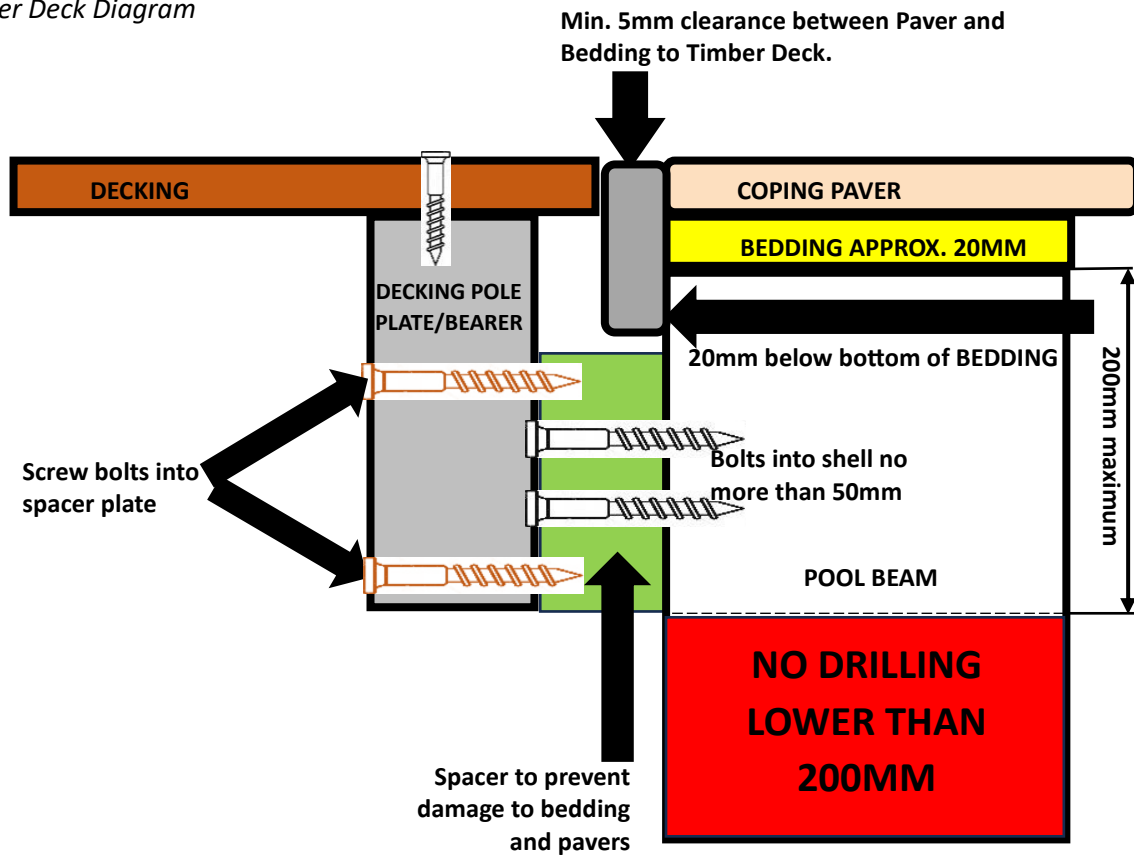 er Deck Diagram
Min. 5mm clearance between Paver and
Bedding to Timber Deck.
DECKING
COPING PAVER
BEDDING APPROX. 20MM
DECKING POLE
PLATE/BEARER
20mm below bottom of BEDDING
200mm maximum
Screw bolts into
spacer plate
Bolts into shell no
more than 50mm
POOL BEAM
NO DRILLING
LOWER THAN
200MM
Spacer to prevent
damage to bedding
and pavers